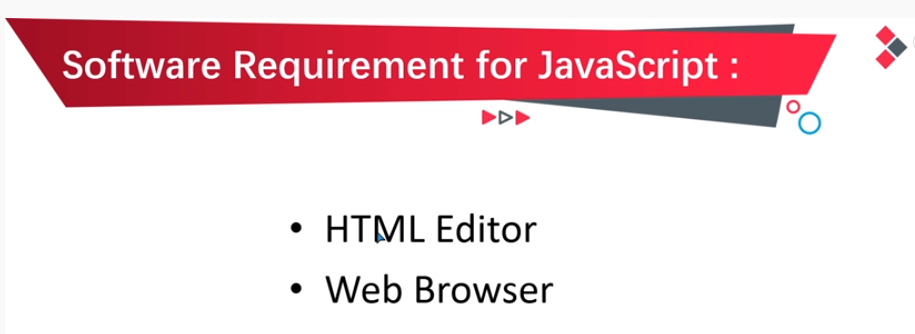 Software Requirement for JavaScript :
• HTML Editor
• Web Browser